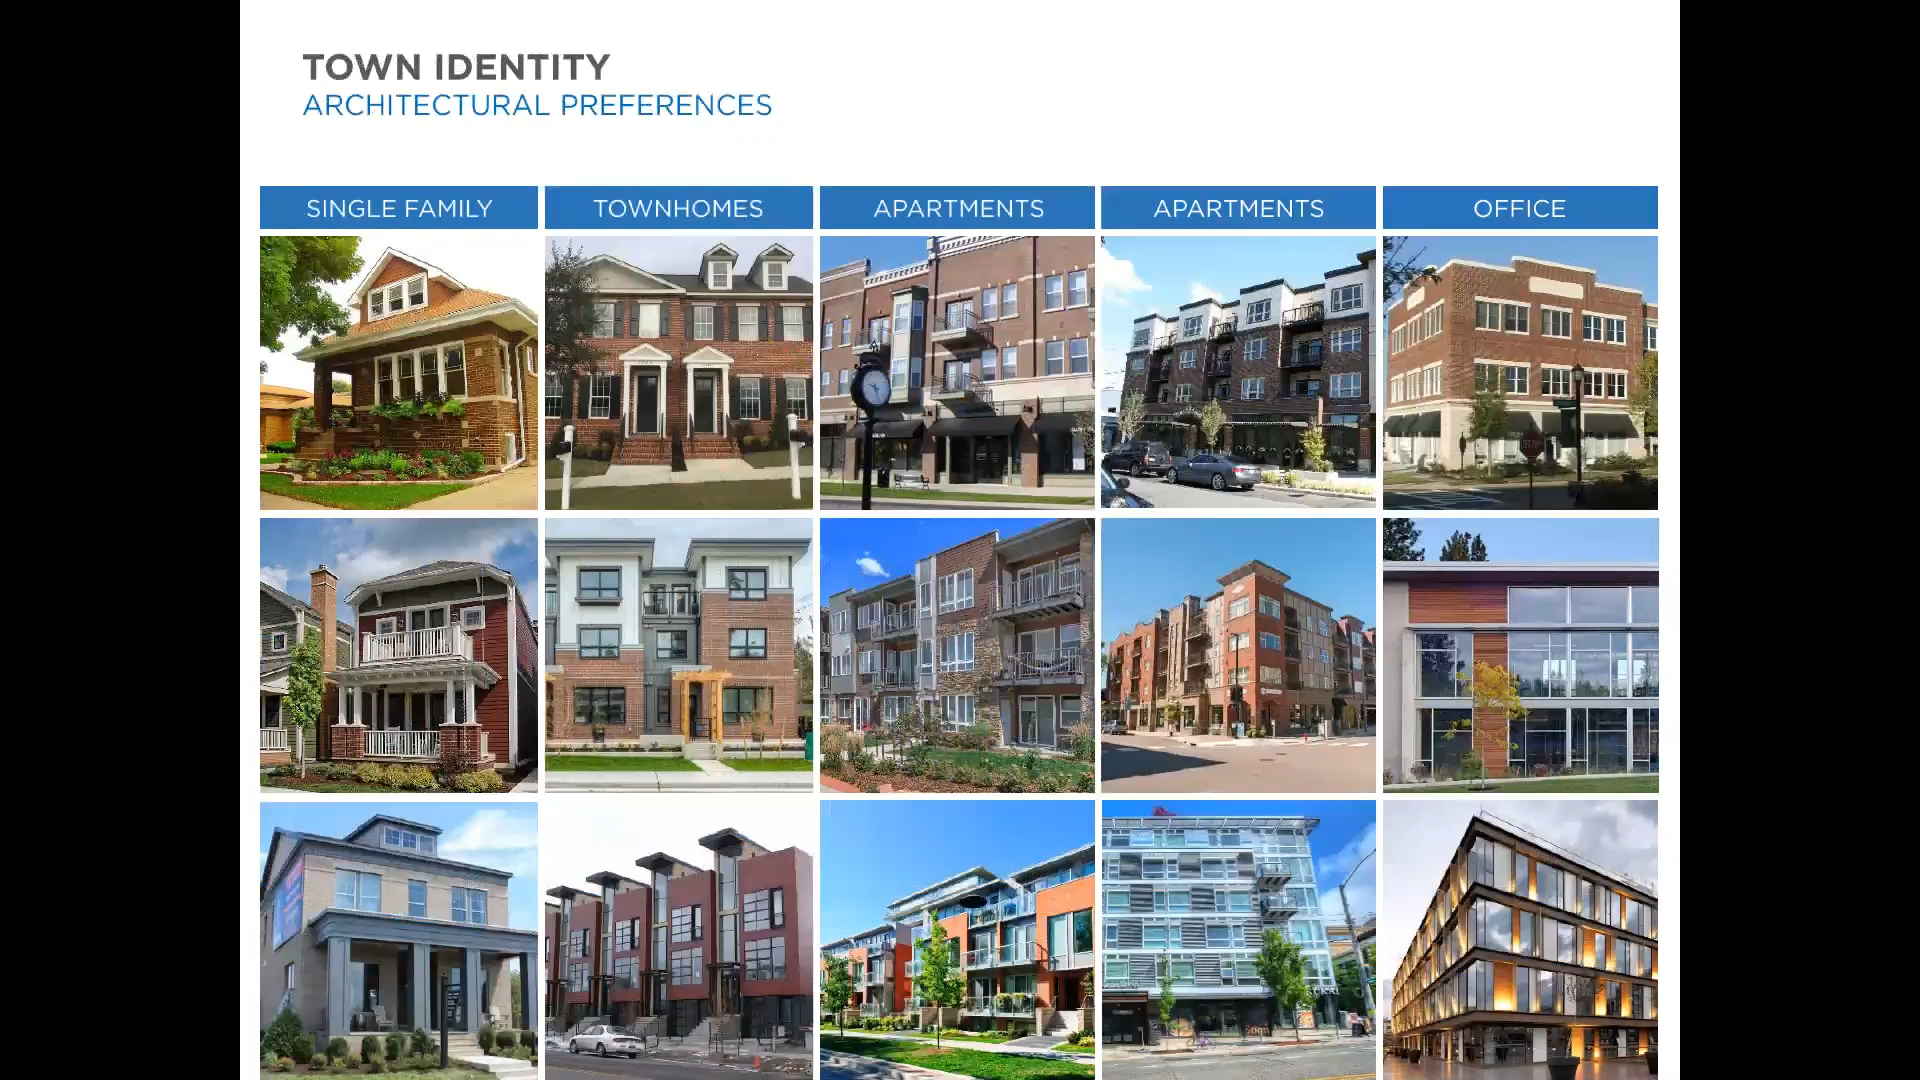 TOWN IDENTITY
ARCHITECTURAL PREFERENCES
SINGLE FAMILY
TOWNHOMES
APARTMENTS
APARTMENTS
OFFICE